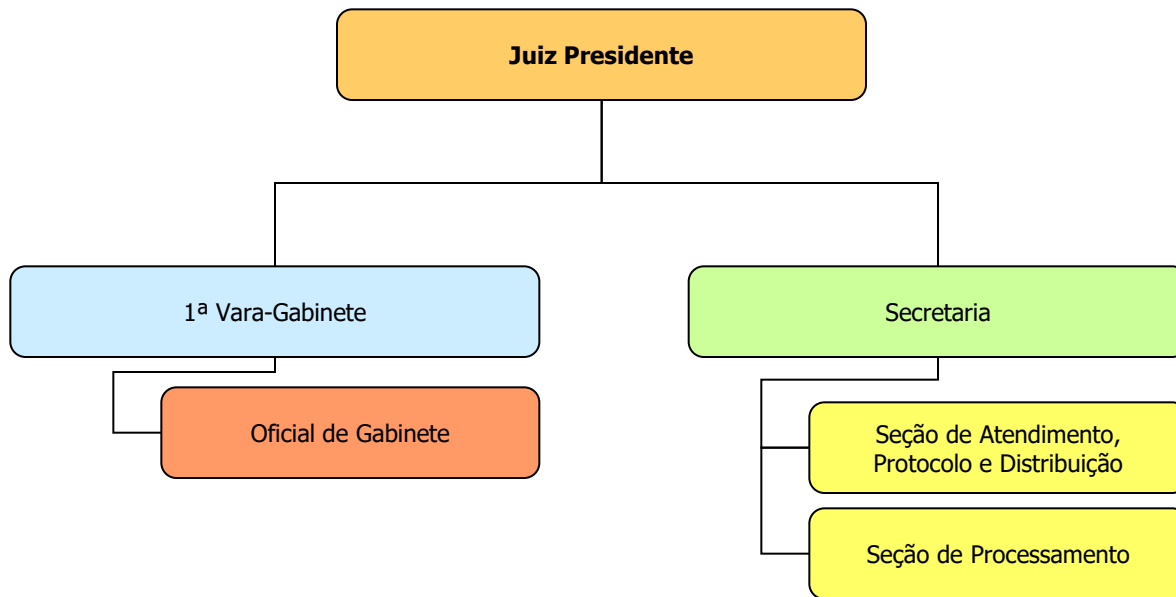 Juiz Presidente
1ª Vara-Gabinete
Secretaria
Oficial de Gabinete
Seção de Atendimento,
Protocolo e Distribuição
Seção de Processamento